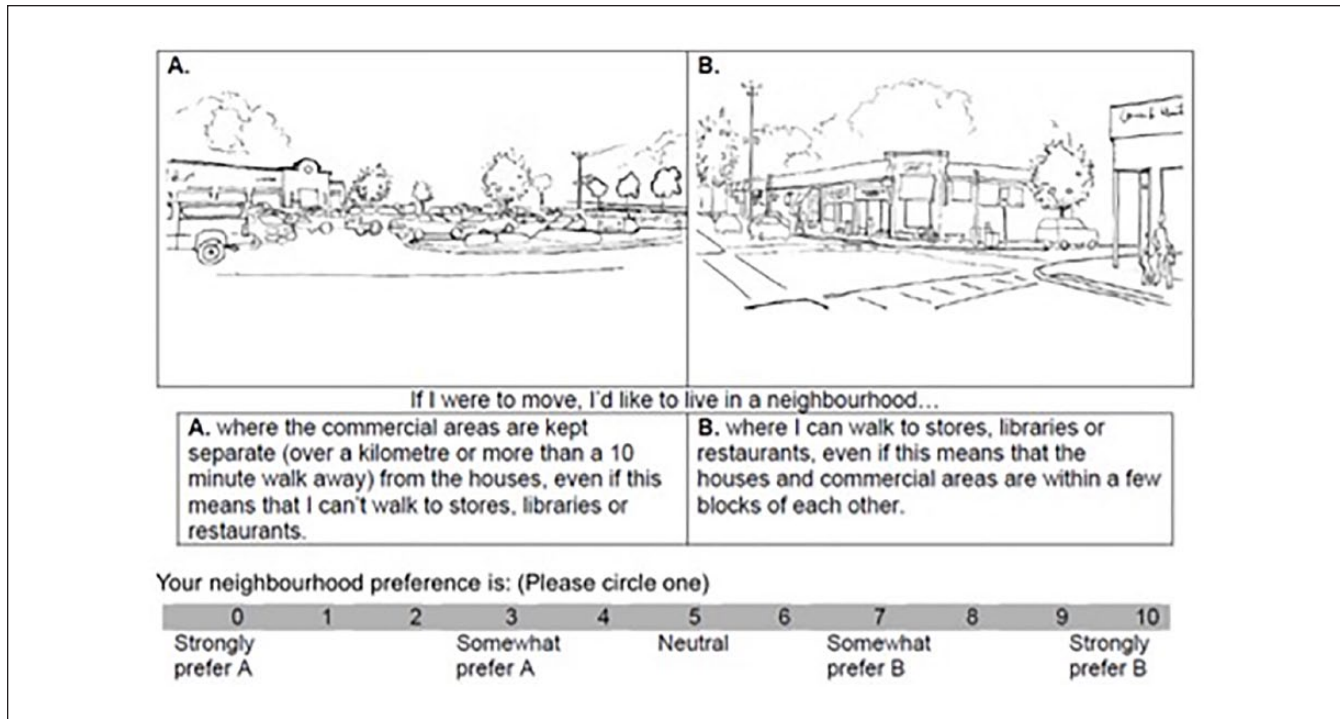 A.
B.
If I were to move, I'd like to live in a neighbourhood...
A. where the commercial areas are kept
separate (over a kilometre or more than a 10
minute walk away) from the houses, even if this
means that I can't walk to stores, libraries or
restaurants.
B. where I can walk to stores, libraries or
restaurants, even if this means that the
houses and commercial areas are within a few
blocks of each other.
Your neighbourhood preference is: (Please circle one)
0 1 2 3 4 5 6 7 8 9 10
Strongly Somewhat Neutral Somewhat Strongly
prefer A prefer A prefer B prefer B